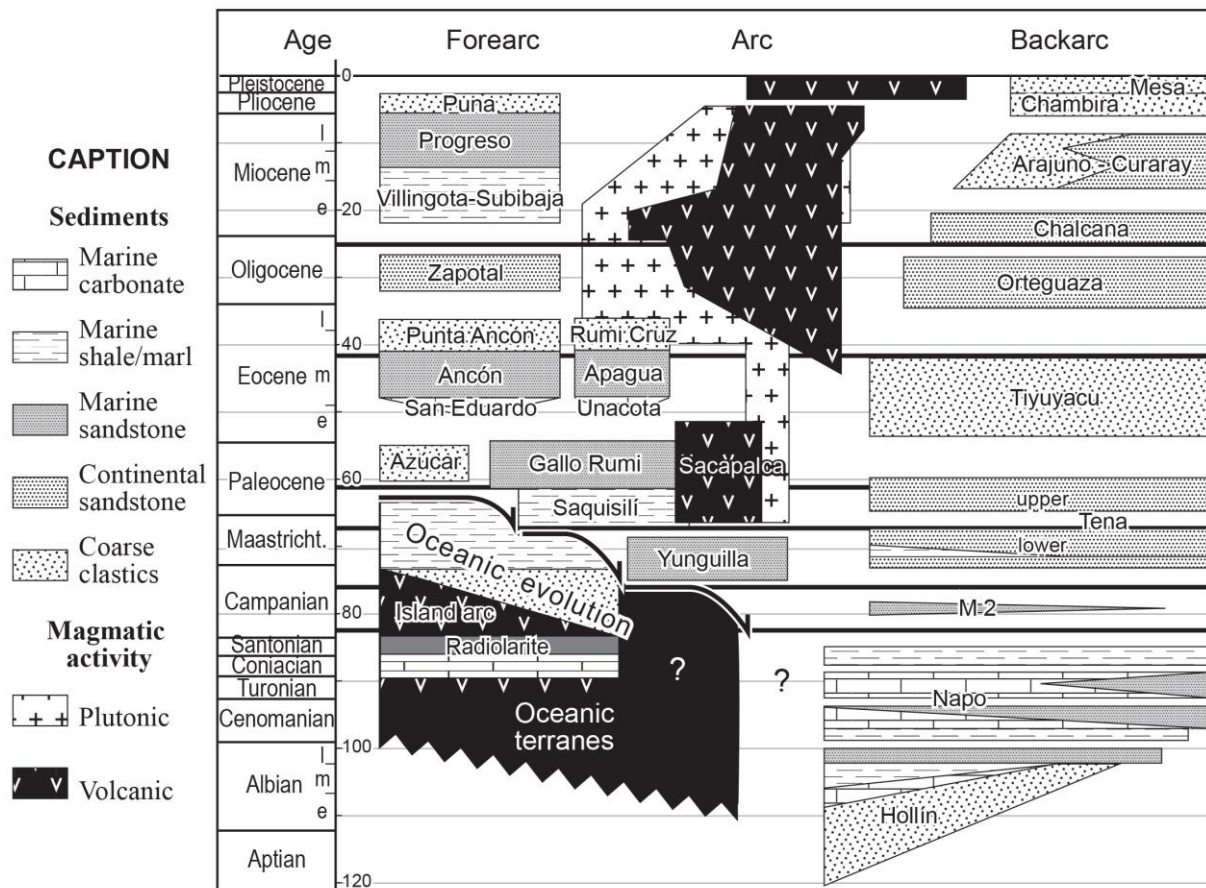 CAPTION
Sediments
Marine
carbonate
Marine
shale/marl
Marine
sandstone
Continental
sandstone
Coarse
clastics
Magmatic
activity
Plutonic
Volcanic
Age
Forearc
Arc
Backarc
Pleistocene
Pliocene
Miocene
l
m
e
Oligocene
Eocene
l
m
e
Paleocene
Maastricht.
Campanian
Santonian
Coniacian
Turonian
Cenomanian
Albian
l
m
e
Aptian
0
-20
-40
-60
-80
-100
-120
Puna
Progreso
Villingota-Subibaja
Zapotal
Punta Ancón
Rumi Cruz
Ancón
Apagua
San Eduardo
Unacota
Azucar
Gallo Rumi
Sacapalca
Saquisilí
Yunguilla
Oceanic evolution
Island arc
Radiolarite
Oceanic
terranes
?
?
Mesa
Chambira
Arajuno - Curaray
Chalcana
Orteguaza
Tiyuyacu
upper
Tena
lower
M-2
Napo
Hollín